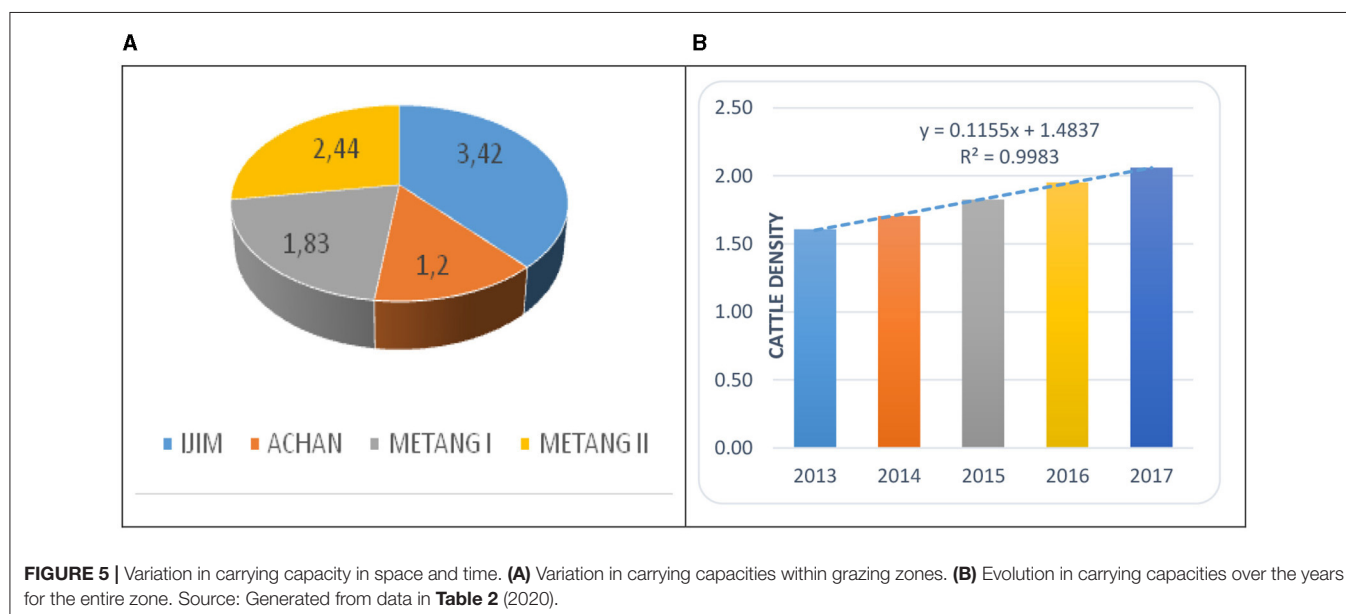 A
2,44
3,42
1,83
1,2
IJIM ACHAN METANG I METANG II
B
2.50
2.00
1.50
1.00
0.50
0.00
CATTLE DENSITY
y = 0.1155x + 1.4837
R² = 0.9983
2013 2014 2015 2016 2017
FIGURE 5 | Variation in carrying capacity in space and time. (A) Variation in carrying capacities within grazing zones. (B) Evolution in carrying capacities over the years
for the entire zone. Source: Generated from data in Table 2 (2020).